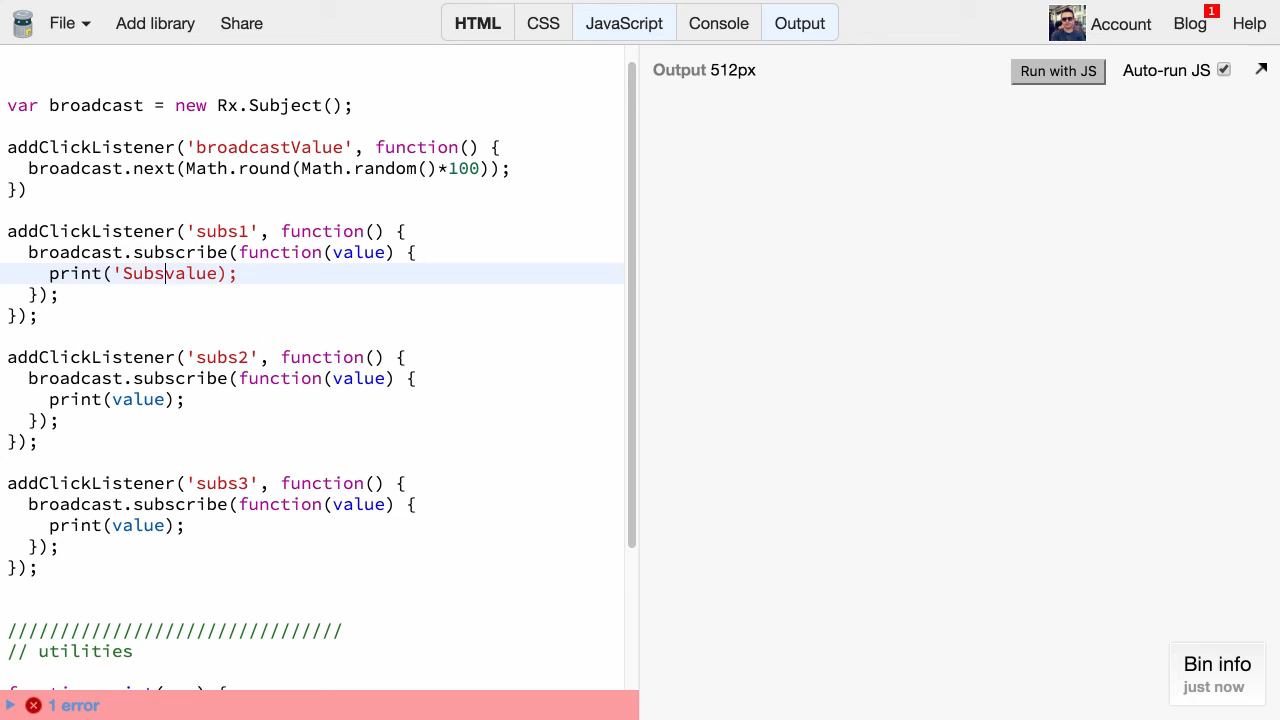 File
Add library
Share
HTML
CSS
JavaScript
Console
Output
Account
Blog
1
Help
var broadcast = new Rx.Subject();
addClickListener('broadcastValue', function() {
broadcast.next(Math.round(Math.random()*100));
})
addClickListener('subs1', function() {
broadcast.subscribe(function(value) {
print('Subsvalue);
});
});
addClickListener('subs2', function() {
broadcast.subscribe(function(value) {
print(value);
});
});
addClickListener('subs3', function() {
broadcast.subscribe(function(value) {
print(value);
});
});
////////////////////////////////
// utilities
1 error
Output 512px
Run with JS
Auto-run JS
Bin info
just now